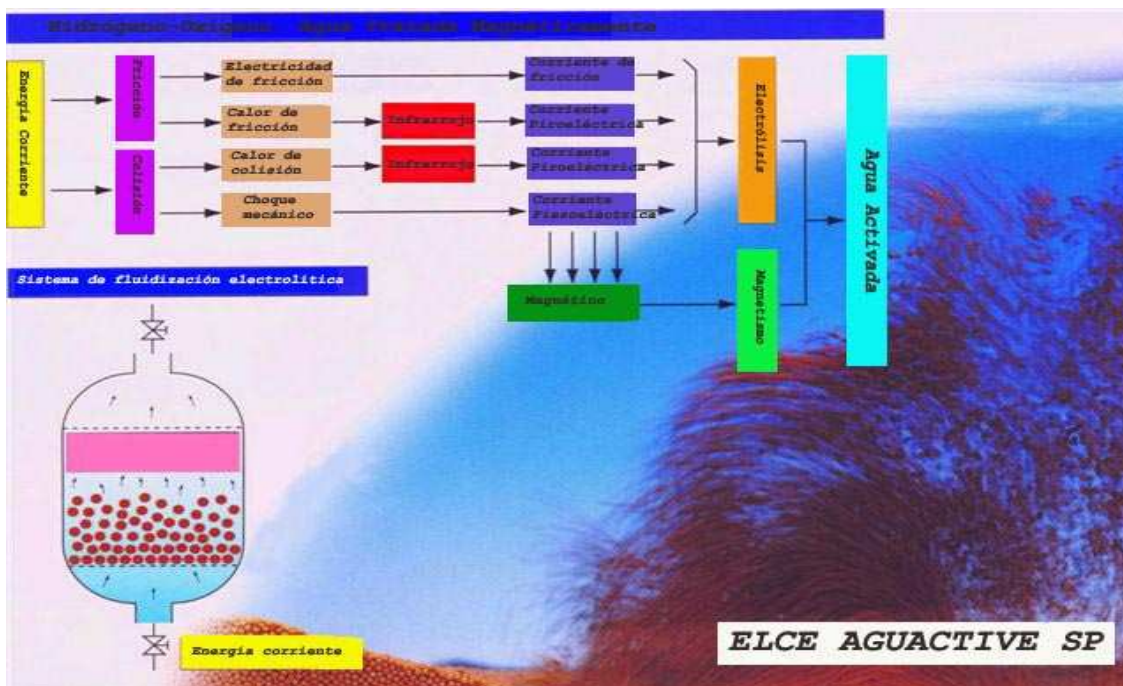 Hidrógeno-Oxígeno Agua Tratada Magnéticamente
Energía Corriente
Fricción
Colisión
Electricidad
de fricción
Calor de
fricción
Calor de
colisión
Choque
mecánico
Infrarrojo
Infrarrojo
Corriente de
fricción
Corriente
Piroeléctrica
Corriente
Piroeléctrica
Corriente
Piesoeléctrica
Magnético
Electrólisis
Magnetismo
Agua Activada
Sistema de fluidización electrolítica
Energía corriente
ELCE AGUACTIVE SP